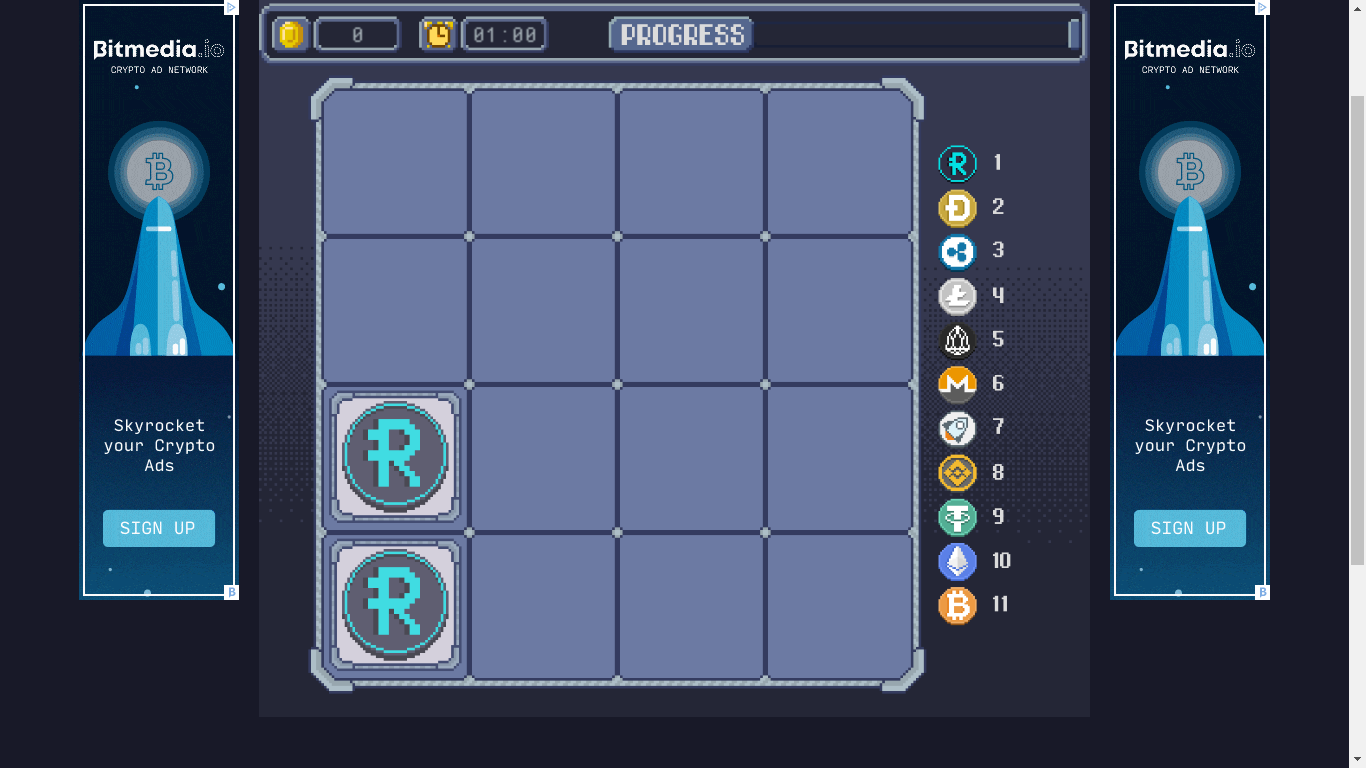 Bitmedia.io
CRYPTO AD NETWORK
Skyrocket
your Crypto
Ads
SIGN UP
0
01:00
PROGRESS
1
2
3
4
5
6
7
8
9
10
11
Bitmedia.io
CRYPTO AD NETWORK
Skyrocket
your Crypto
Ads
SIGN UP